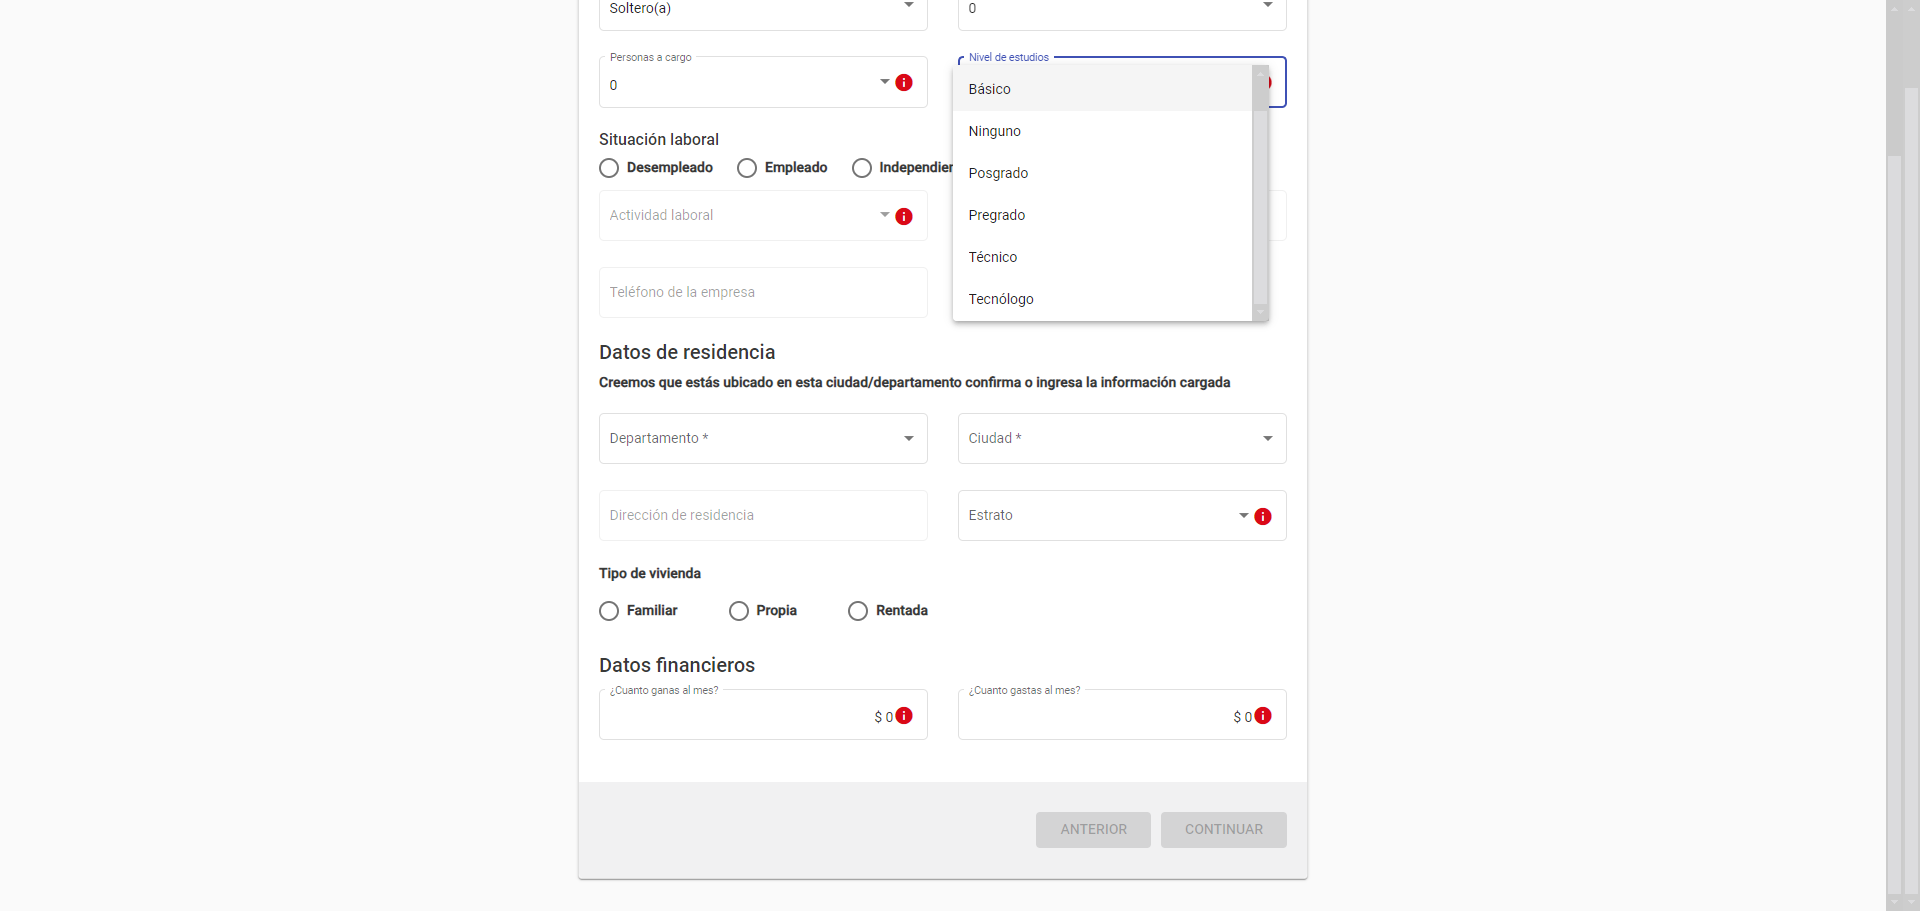 Soltero(a)
0
Personas a cargo
0
Nivel de estudios
Básico
Ninguno
Posgrado
Pregrado
Técnico
Tecnólogo
Situación laboral
Desempleado
Empleado
Independien
Actividad laboral
Teléfono de la empresa
Datos de residencia
Creemos que estás ubicado en esta ciudad/departamento confirma o ingresa la información cargada
Departamento *
Ciudad *
Dirección de residencia
Estrato
Tipo de vivienda
Familiar
Propia
Rentada
Datos financieros
¿Cuanto ganas al mes?
$ 0
¿Cuanto gastas al mes?
$ 0
ANTERIOR
CONTINUAR